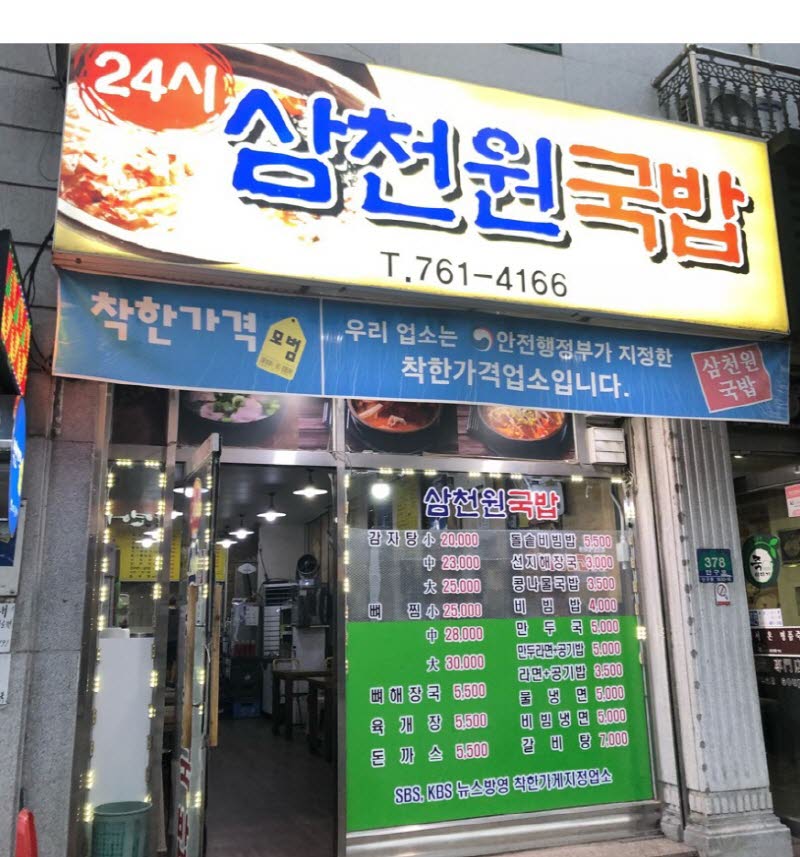 24시
삼천원국밥
T.761-4166
착한가격 모범
우리 업소는 안전행정부가 지정한
착한가격업소입니다.
삼천원
국밥
삼천원국밥
감자탕 小 20,000
中 23,000
大 25,000
뼈찜 小 25,000
中 28,000
大 30,000
뼈해장국 5,500
육개장 5,500
돈까스 5,500
돌솥비빔밥 5,500
선지해장국 3,000
콩나물국밥 3,500
비빔밥 4,000
만두국 5,000
만두라면+공기밥 5,000
라면+공기밥 3,500
물냉면 5,000
비빔냉면 5,000
갈비탕 7,000
SBS, KBS 뉴스방영 착한가게지정업소
378
죽